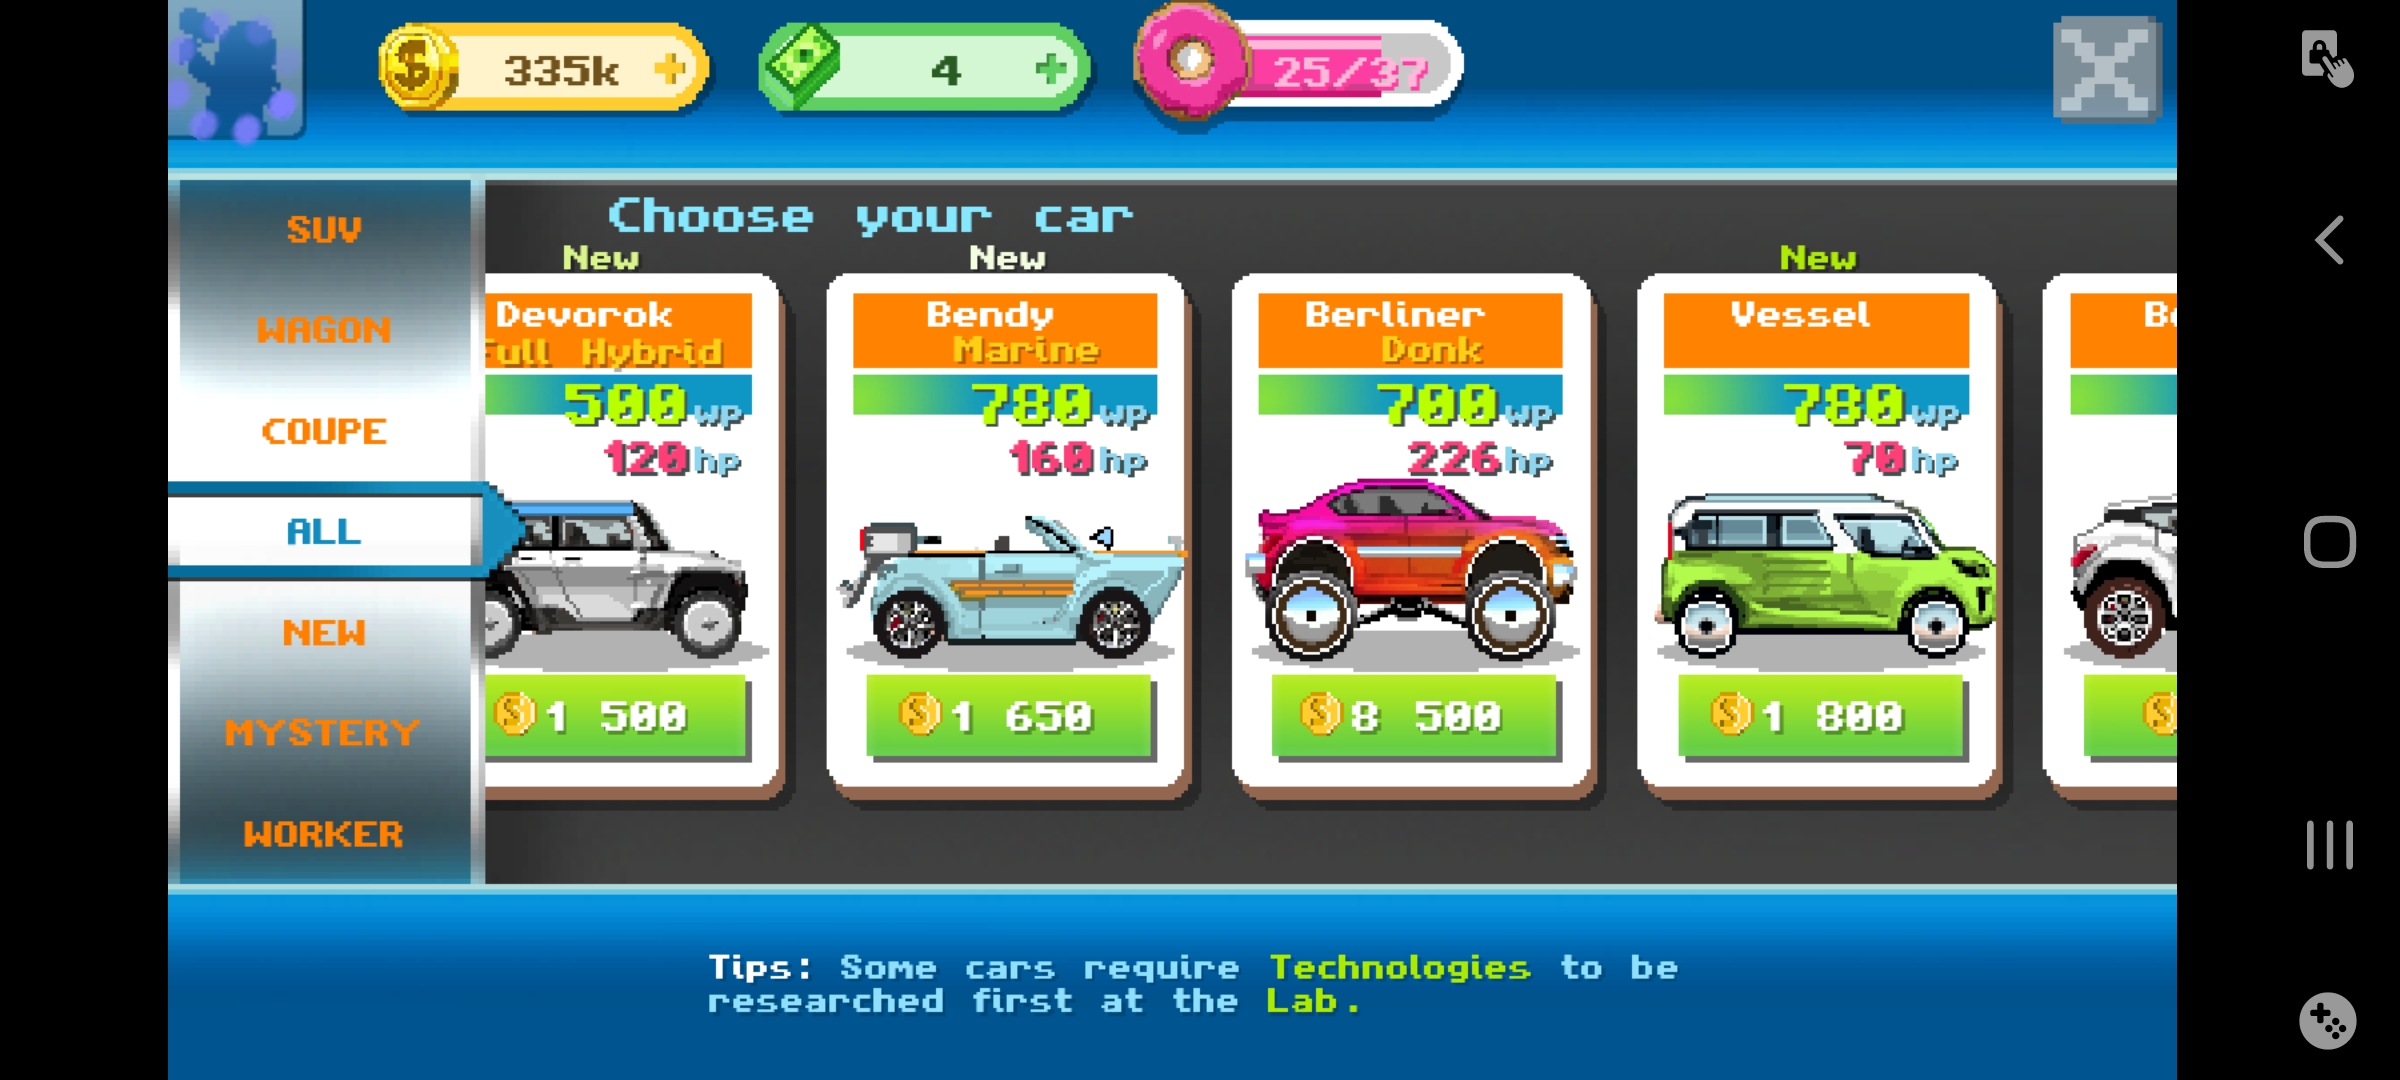 335k
4
25/37
SUV
WAGON
COUPE
ALL
NEW
MYSTERY
WORKER
Choose your car
New
Devorok
Full Hybrid
500 wp
120 hp
1 500
New
Bendy
Marine
780 wp
160 hp
1 650
Berliner
Donk
700 wp
226 hp
8 500
New
Vessel
780 wp
70 hp
1 800
Tips: Some cars require Technologies to be
researched first at the Lab.